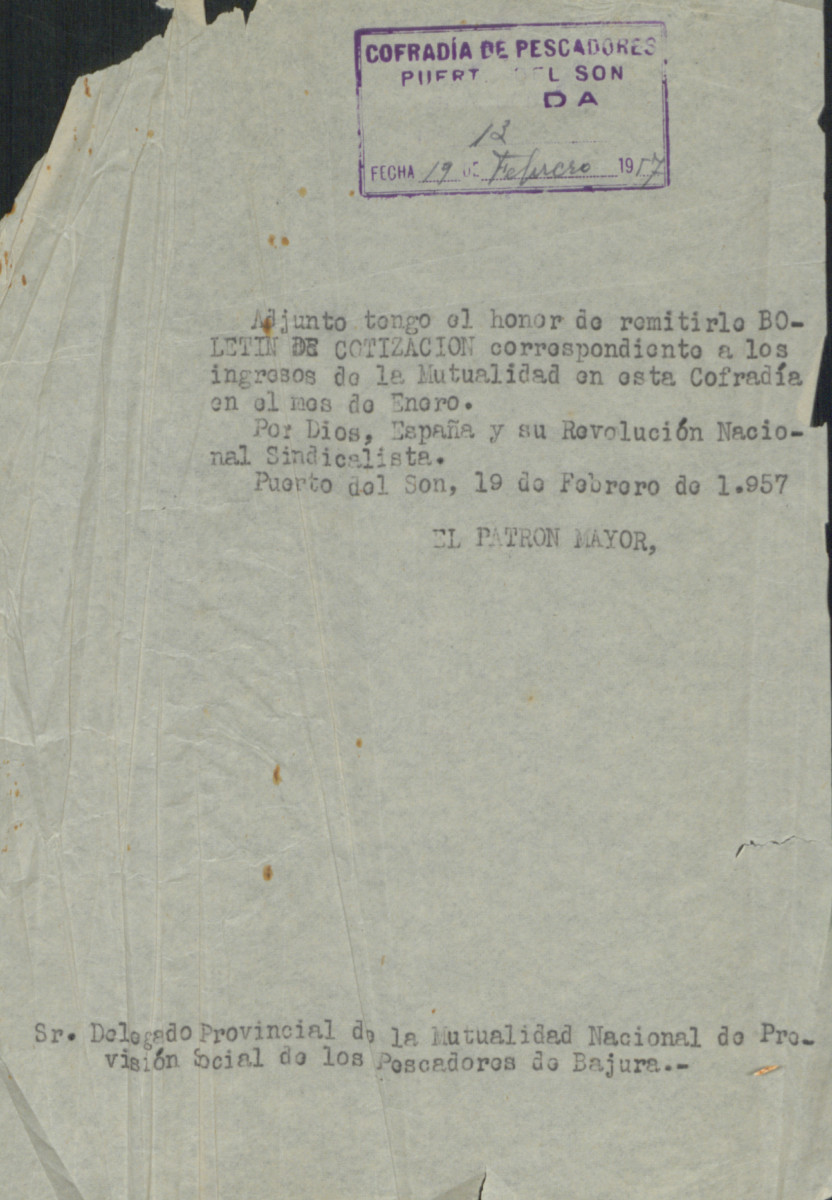 COFRADÍA DE PESCADORES
PUERT EL SON
DA
13
FECHA 19 DE Febrero 1957
Adjunto tengo el honor de remitirle BO-
LETIN DE COTIZACION correspondiente a los
ingresos de la Mutualidad en esta Cofradía
en el mes de Enero.
Por Dios, España y su Revolución Nacio-
nal Sindicalista.
Puerto del Son, 19 de Febrero de 1.957
EL PATRON MAYOR,
Sr. Delegado Provincial de la Mutualidad Nacional de Pre-
visión Social de los Pescadores de Bajura.-